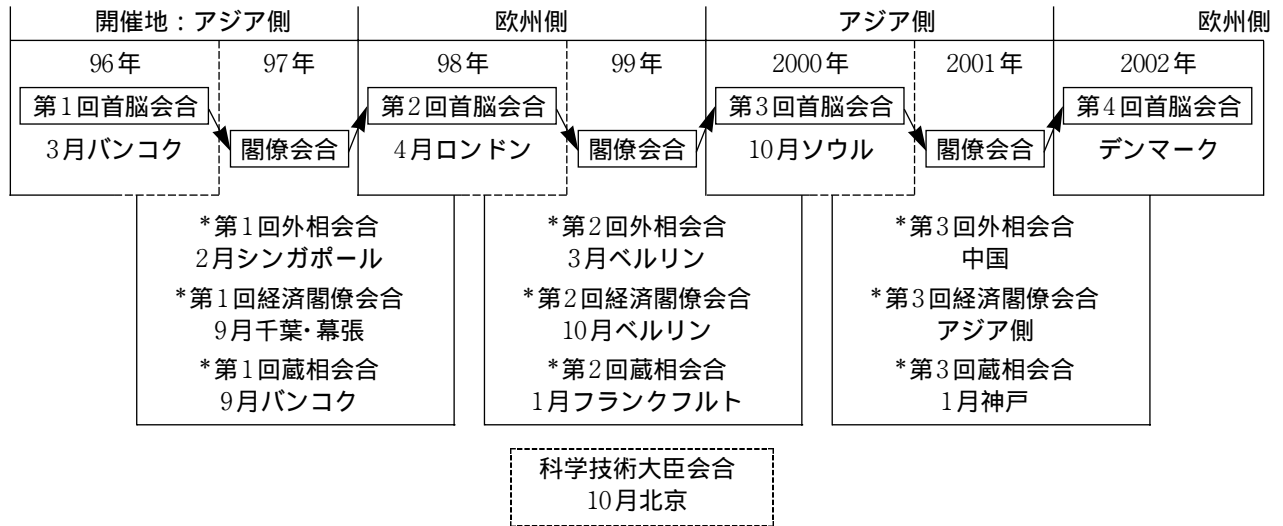 開催地：アジア側 欧州側 アジア側 欧州側
96年 97年 98年 99年 2000年 2001年 2002年
第1回首脳会合 第2回首脳会合 第3回首脳会合 第4回首脳会合
3月バンコク 閣僚会合 4月ロンドン 閣僚会合 10月ソウル 閣僚会合 デンマーク
*第1回外相会合 *第2回外相会合 *第3回外相会合
2月シンガポール 3月ベルリン 中国
*第1回経済閣僚会合 *第2回経済閣僚会合 *第3回経済閣僚会合
9月千葉･幕張 10月ベルリン アジア側
*第1回蔵相会合 *第2回蔵相会合 *第3回蔵相会合
9月バンコク 1月フランクフルト 1月神戸
科学技術大臣会合
10月北京